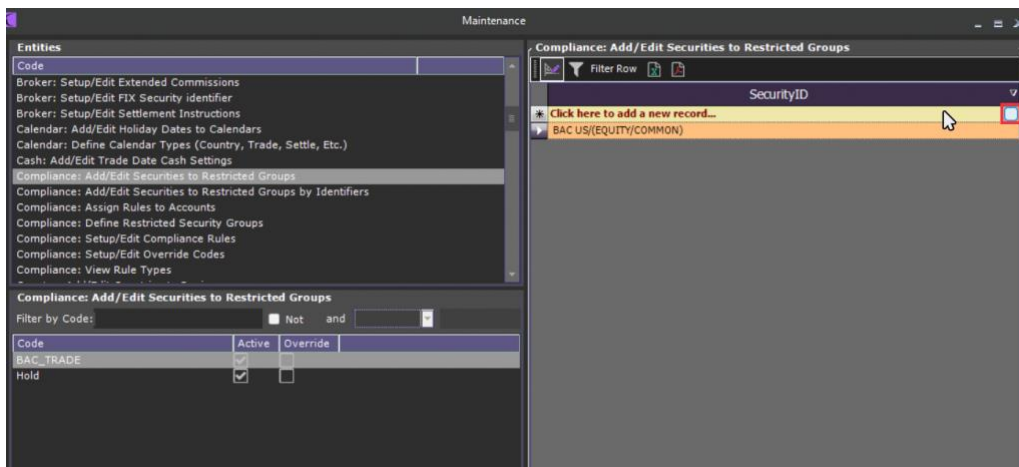 Maintenance
Entities
Code
Broker: Setup/Edit Extended Commissions
Broker: Setup/Edit FIX Security identifier
Broker: Setup/Edit Settlement Instructions
Calendar: Add/Edit Holiday Dates to Calendars
Calendar: Define Calendar Types (Country, Trade, Settle, Etc.)
Cash: Add/Edit Trade Date Cash Settings
Compliance: Add/Edit Securities to Restricted Groups
Compliance: Add/Edit Securities to Restricted Groups by Identifiers
Compliance: Assign Rules to Accounts
Compliance: Define Restricted Security Groups
Compliance: Setup/Edit Compliance Rules
Compliance: Setup/Edit Override Codes
Compliance: View Rule Types
Compliance: Add/Edit Securities to Restricted Groups
Filter by Code: Not and
Code Active Override
BAC_TRADE
Hold
Compliance: Add/Edit Securities to Restricted Groups
Filter Row
SecurityID
Click here to add a new record...
BAC US/(EQUITY/COMMON)